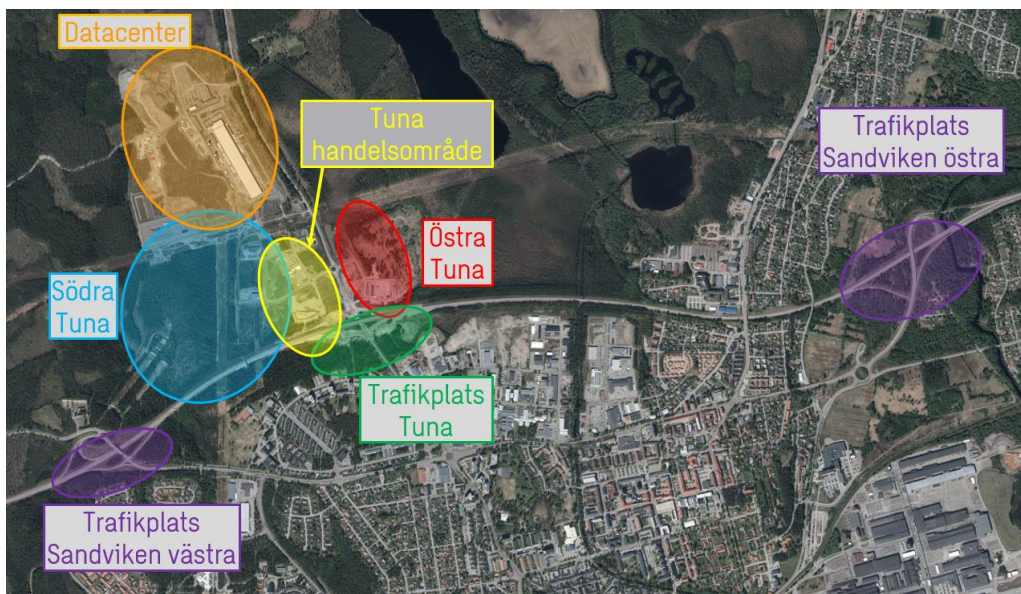 Datacenter
Tuna
handelsområde
Trafikplats
Sandviken östra
Östra
Tuna
Södra
Tuna
Trafikplats
Tuna
Trafikplats
Sandviken västra